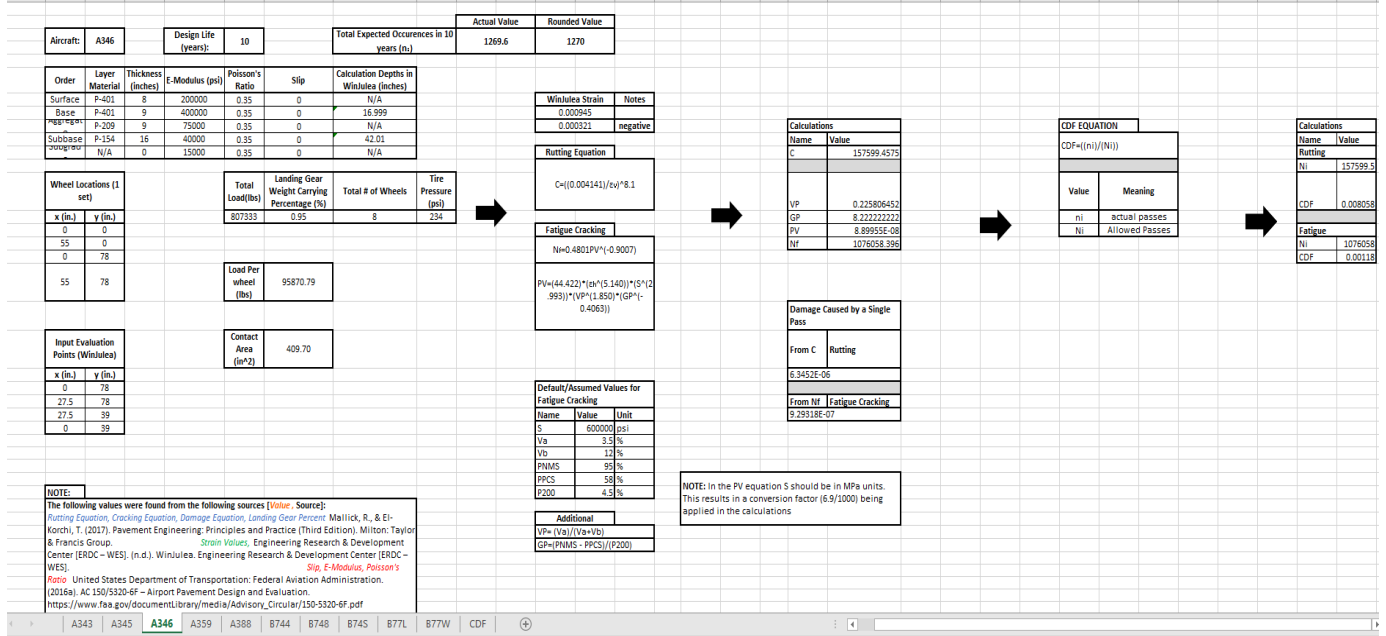 Actual Value Rounded Value
Aircraft: A346 Design Life (years): 10 Total Expected Occurences in 10 years (n₁) 1269.6 1270
Order Layer Material Thickness (inches) E-Modulus (psi) Poisson's Ratio Slip Calculation Depths in WinJulea (inches)
Surface P-401 8 200000 0.35 0 N/A
Base P-401 9 400000 0.35 0 16.999
P-209 9 75000 0.35 0 N/A
Subbase P-154 16 40000 0.35 0 42.01
N/A 0 15000 0.35 0 N/A
Wheel Locations (1 set)
x (in.) y (in.)
0 0
55 0
0 78
55 78
Total Load(lbs) Landing Gear Weight Carrying Percentage (%) Total # of Wheels Tire Pressure (psi)
807333 0.95 8 234
Load Per wheel (lbs) 95870.79
Contact Area (in^2) 409.70
Input Evaluation Points (WinJulea)
x (in.) y (in.)
0 78
27.5 78
27.5 39
0 39
NOTE:
The following values were found from the following sources [Value , Source]:
Rutting Equation, Cracking Equation, Damage Equation, Landing Gear Percent Mallick, R., & El-
Korchi, T. (2017). Pavement Engineering: Principles and Practice (Third Edition). Milton: Taylor
& Francis Group. Strain Values, Engineering Research & Development
Center [ERDC – WES]. (n.d.). WinJulea. Engineering Research & Development Center [ERDC –
WES]. Slip, E-Modulus, Poisson's
Ratio United States Department of Transportation: Federal Aviation Administration.
(2016a). AC 150/5320-6F – Airport Pavement Design and Evaluation.
https://www.faa.gov/documentLibrary/media/Advisory_Circular/150-5320-6F.pdf
WinJulea Strain Notes
0.000945
0.000321 negative
Rutting Equation
C=((0.004141)/εv)^8.1
Fatigue Cracking
Nf=0.4801PV^(-0.9007)
PV=(44.422)*(εh^(5.140))*(S^(2
.993))*(VP^(1.850)*(GP^(-
0.4063))
Default/Assumed Values for
Fatigue Cracking
Name Value Unit
S 600000 psi
Va 3.5 %
Vb 12 %
PNMS 95 %
PPCS 58 %
P200 4.5 %
Additional
VP= (Va)/(Va+Vb)
GP=(PNMS - PPCS)/(P200)
Calculations
Name Value
C 157599.4575
VP 0.225806452
GP 8.222222222
PV 8.89955E-08
Nf 1076058.396
Damage Caused by a Single
Pass
From C Rutting
6.3452E-06
From Nf Fatigue Cracking
9.29318E-07
NOTE: In the PV equation S should be in MPa units.
This results in a conversion factor (6.9/1000) being
applied in the calculations
CDF EQUATION
CDF=((ni)/(Ni))
Value Meaning
ni actual passes
Ni Allowed Passes
Calculations
Name Value
Rutting
Ni 157599.5
CDF 0.008058
Fatigue
Ni 1076058
CDF 0.00118
A343 A345 A346 A359 A388 B744 B748 B74S B77L B77W CDF